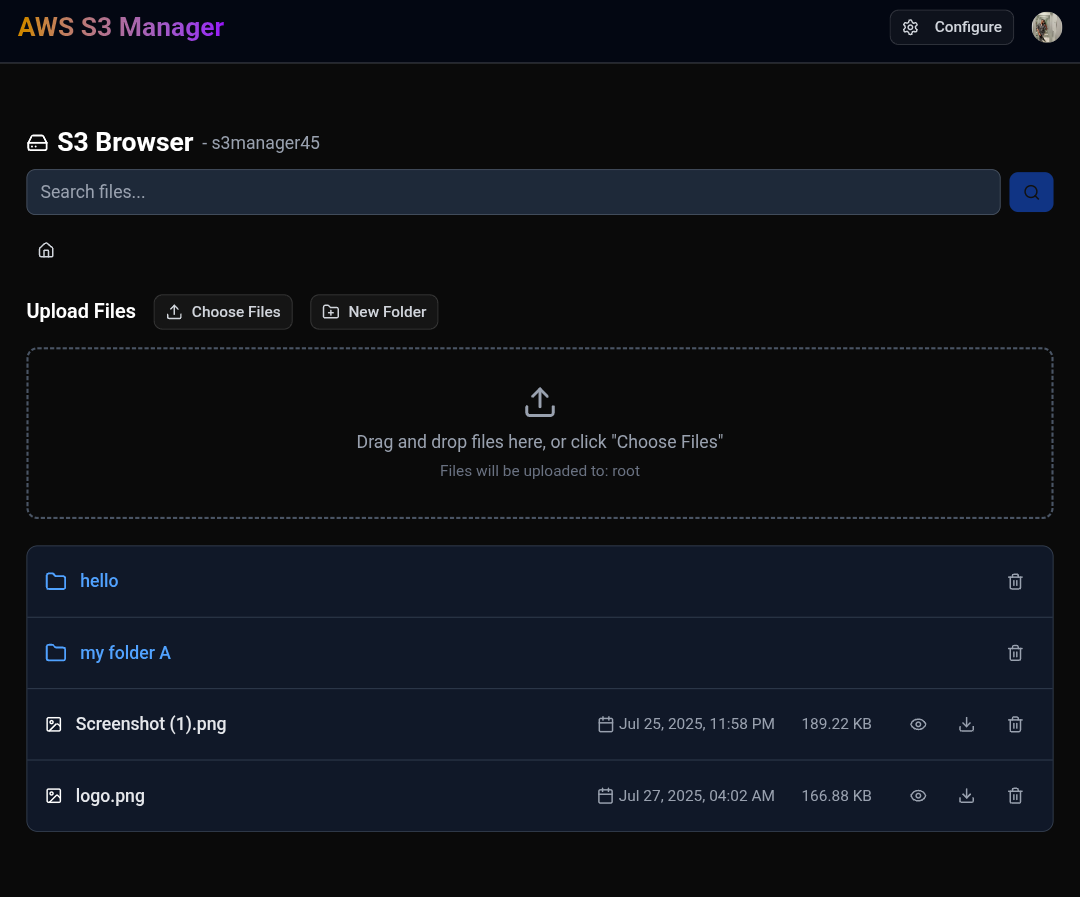 AWS S3 Manager
Configure
S3 Browser - s3manager45
Search files...
Upload Files
Choose Files
New Folder
Drag and drop files here, or click "Choose Files"
Files will be uploaded to: root
hello
my folder A
Screenshot (1).png Jul 25, 2025, 11:58 PM 189.22 KB
logo.png Jul 27, 2025, 04:02 AM 166.88 KB